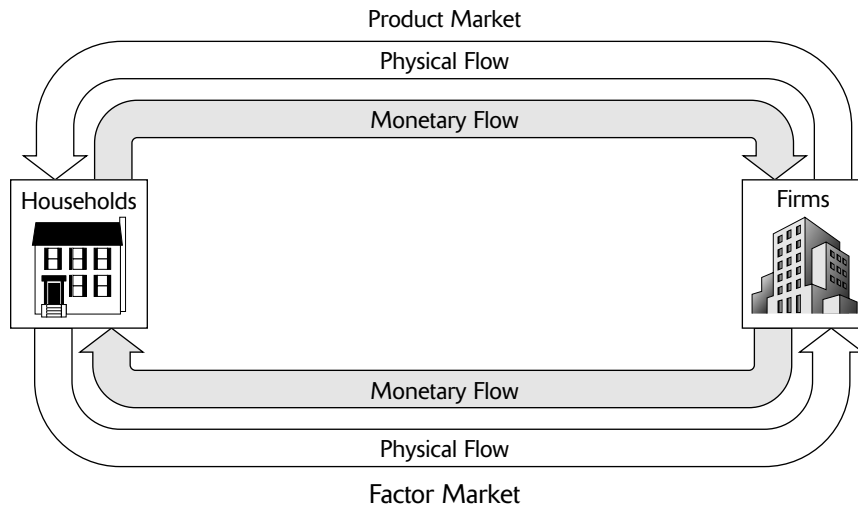 Product Market
Physical Flow
Monetary Flow
Households
Firms
Monetary Flow
Physical Flow
Factor Market